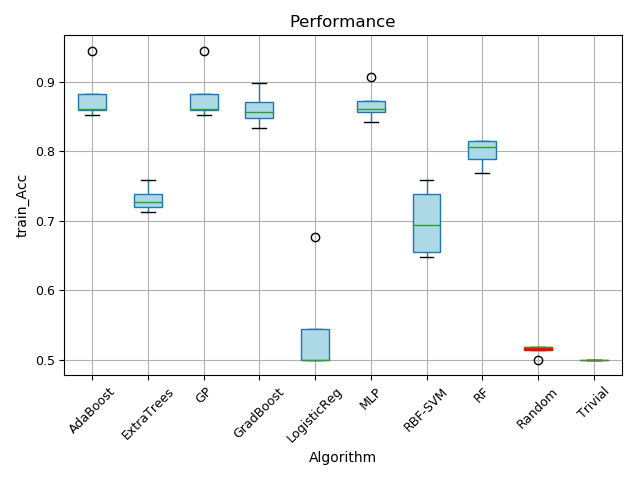 Performance
train_Acc
0.9
0.8
0.7
0.6
0.5
AdaBoost
ExtraTrees
GP
GradBoost
LogisticReg
MLP
RBF-SVM
RF
Random
Trivial
Algorithm